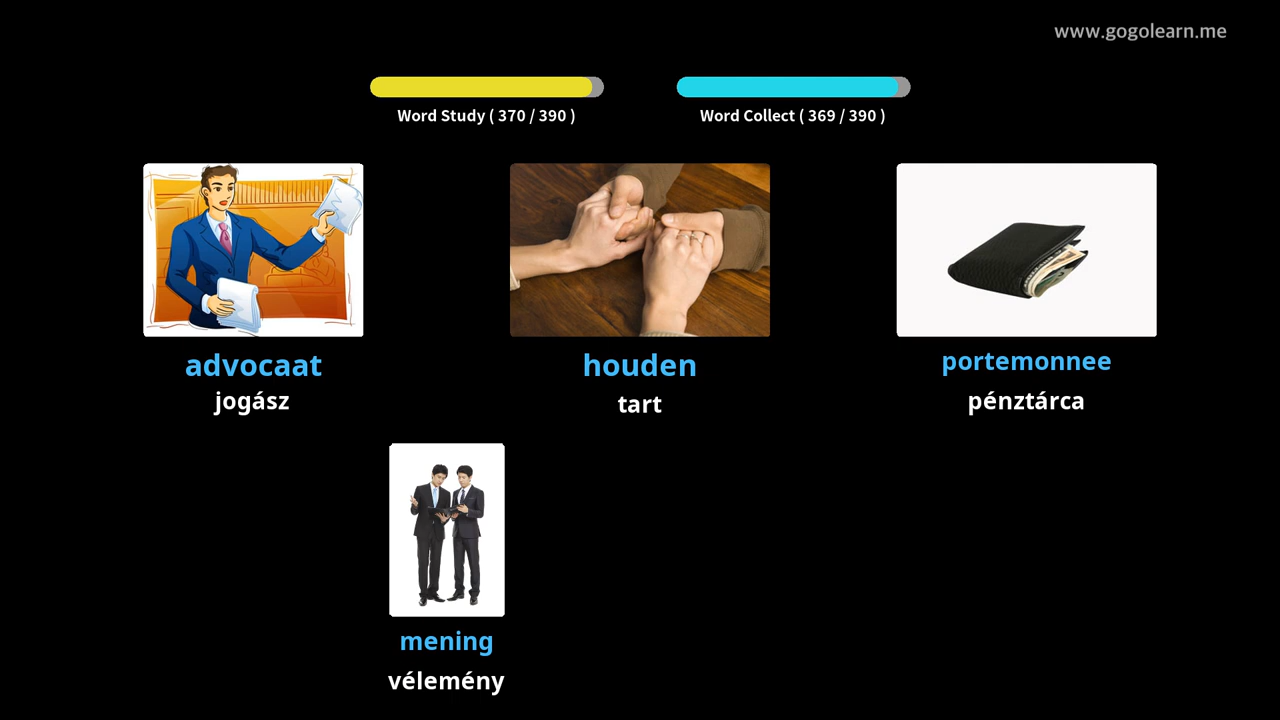 www.gogolearn.me
Word Study ( 370 / 390 )
Word Collect ( 369 / 390 )
advocaat
jogász
houden
tart
portemonnee
pénztárca
mening
vélemény